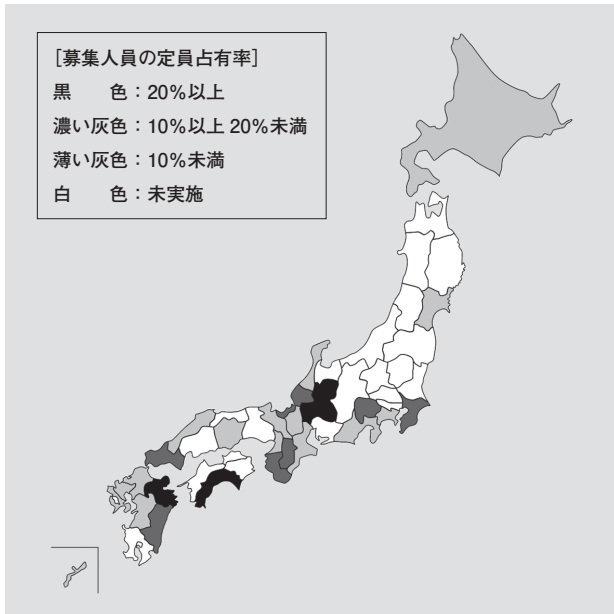 [募集人員の定員占有率]
黒　　色：20％以上
濃い灰色：10％以上 20％未満
薄い灰色：10％未満
白　　色：未実施